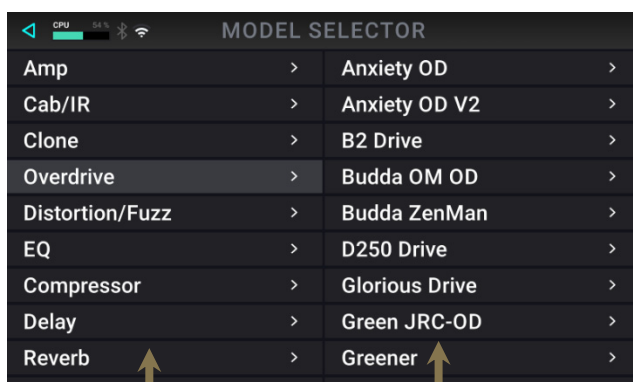 CPU 54 % MODEL SELECTOR
Amp > Anxiety OD >
Cab/IR > Anxiety OD V2 >
Clone > B2 Drive >
Overdrive > Budda OM OD >
Distortion/Fuzz > Budda ZenMan >
EQ > D250 Drive >
Compressor > Glorious Drive >
Delay > Green JRC-OD >
Reverb > Greener >